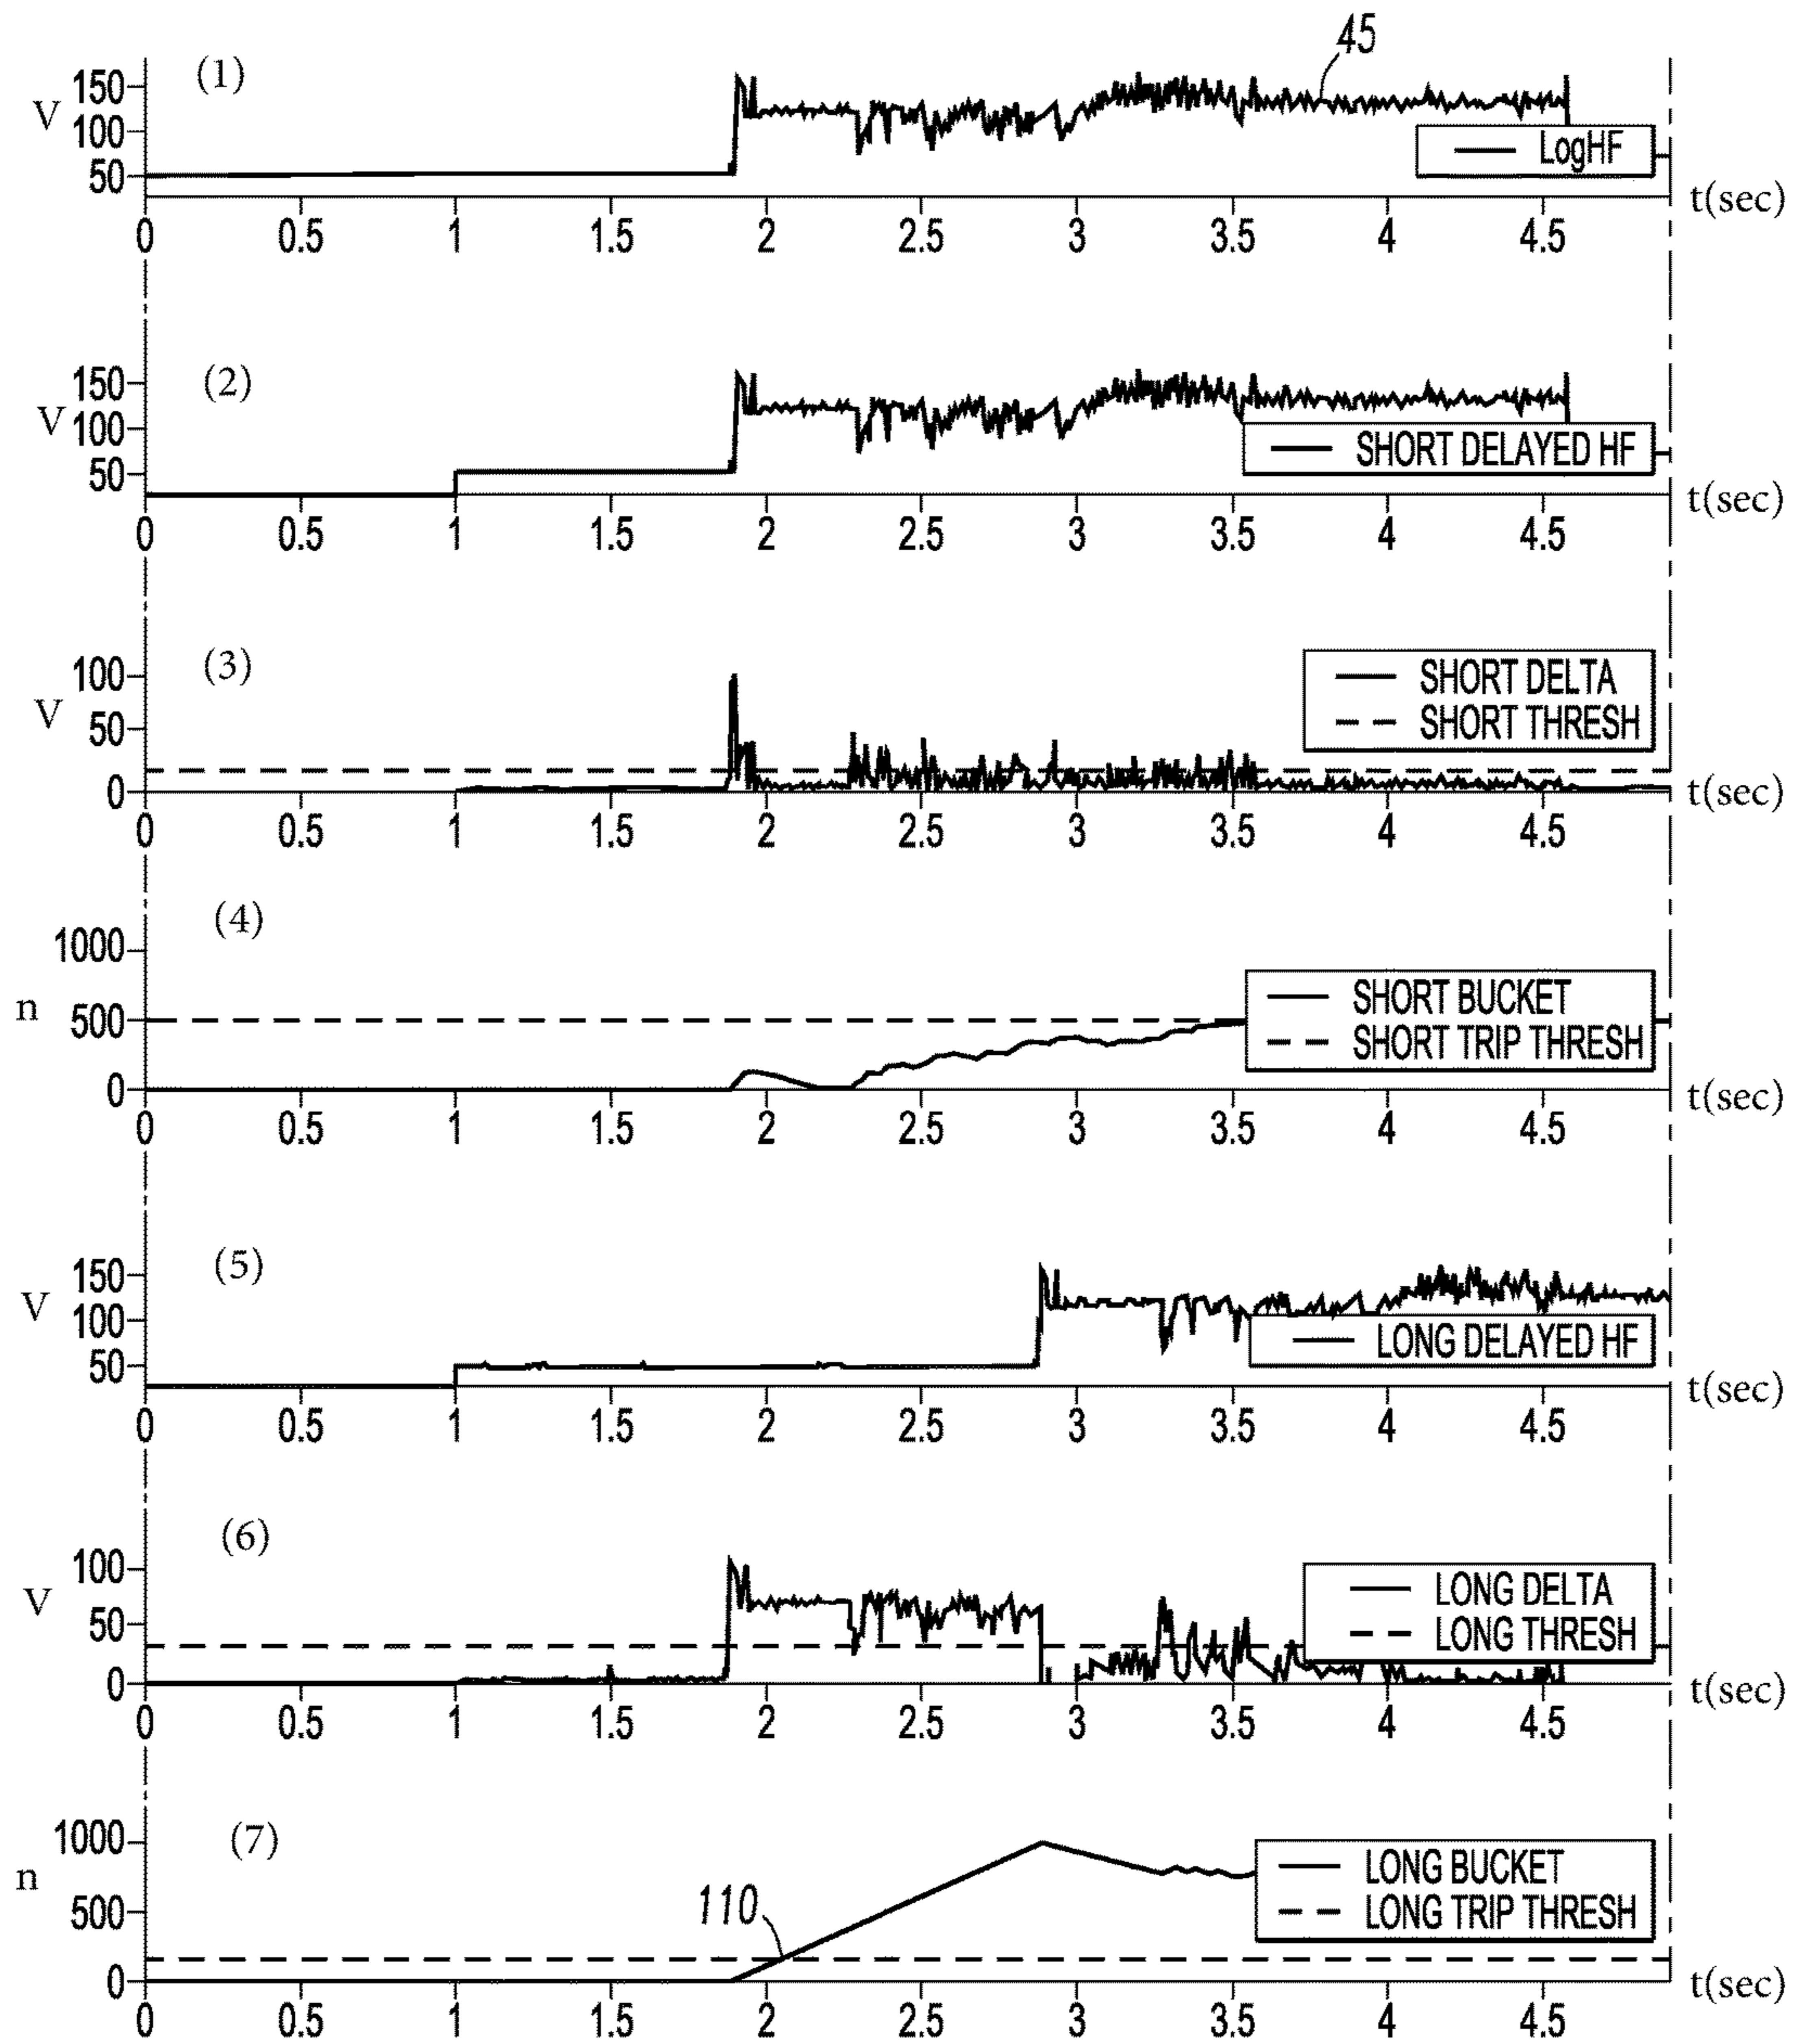 (1)
45
150
V
100
50
LogHF
t(sec)
0 0.5 1 1.5 2 2.5 3 3.5 4 4.5
(2)
150
V
100
50
SHORT DELAYED HF
t(sec)
0 0.5 1 1.5 2 2.5 3 3.5 4 4.5
(3)
100
V
50
0
SHORT DELTA
SHORT THRESH
t(sec)
0 0.5 1 1.5 2 2.5 3 3.5 4 4.5
(4)
1000
n
500
0
SHORT BUCKET
SHORT TRIP THRESH
t(sec)
0 0.5 1 1.5 2 2.5 3 3.5 4 4.5
(5)
150
V
100
50
LONG DELAYED HF
t(sec)
0 0.5 1 1.5 2 2.5 3 3.5 4 4.5
(6)
100
V
50
0
LONG DELTA
LONG THRESH
t(sec)
0 0.5 1 1.5 2 2.5 3 3.5 4 4.5
(7)
1000
n
500
0
110
LONG BUCKET
LONG TRIP THRESH
t(sec)
0 0.5 1 1.5 2 2.5 3 3.5 4 4.5